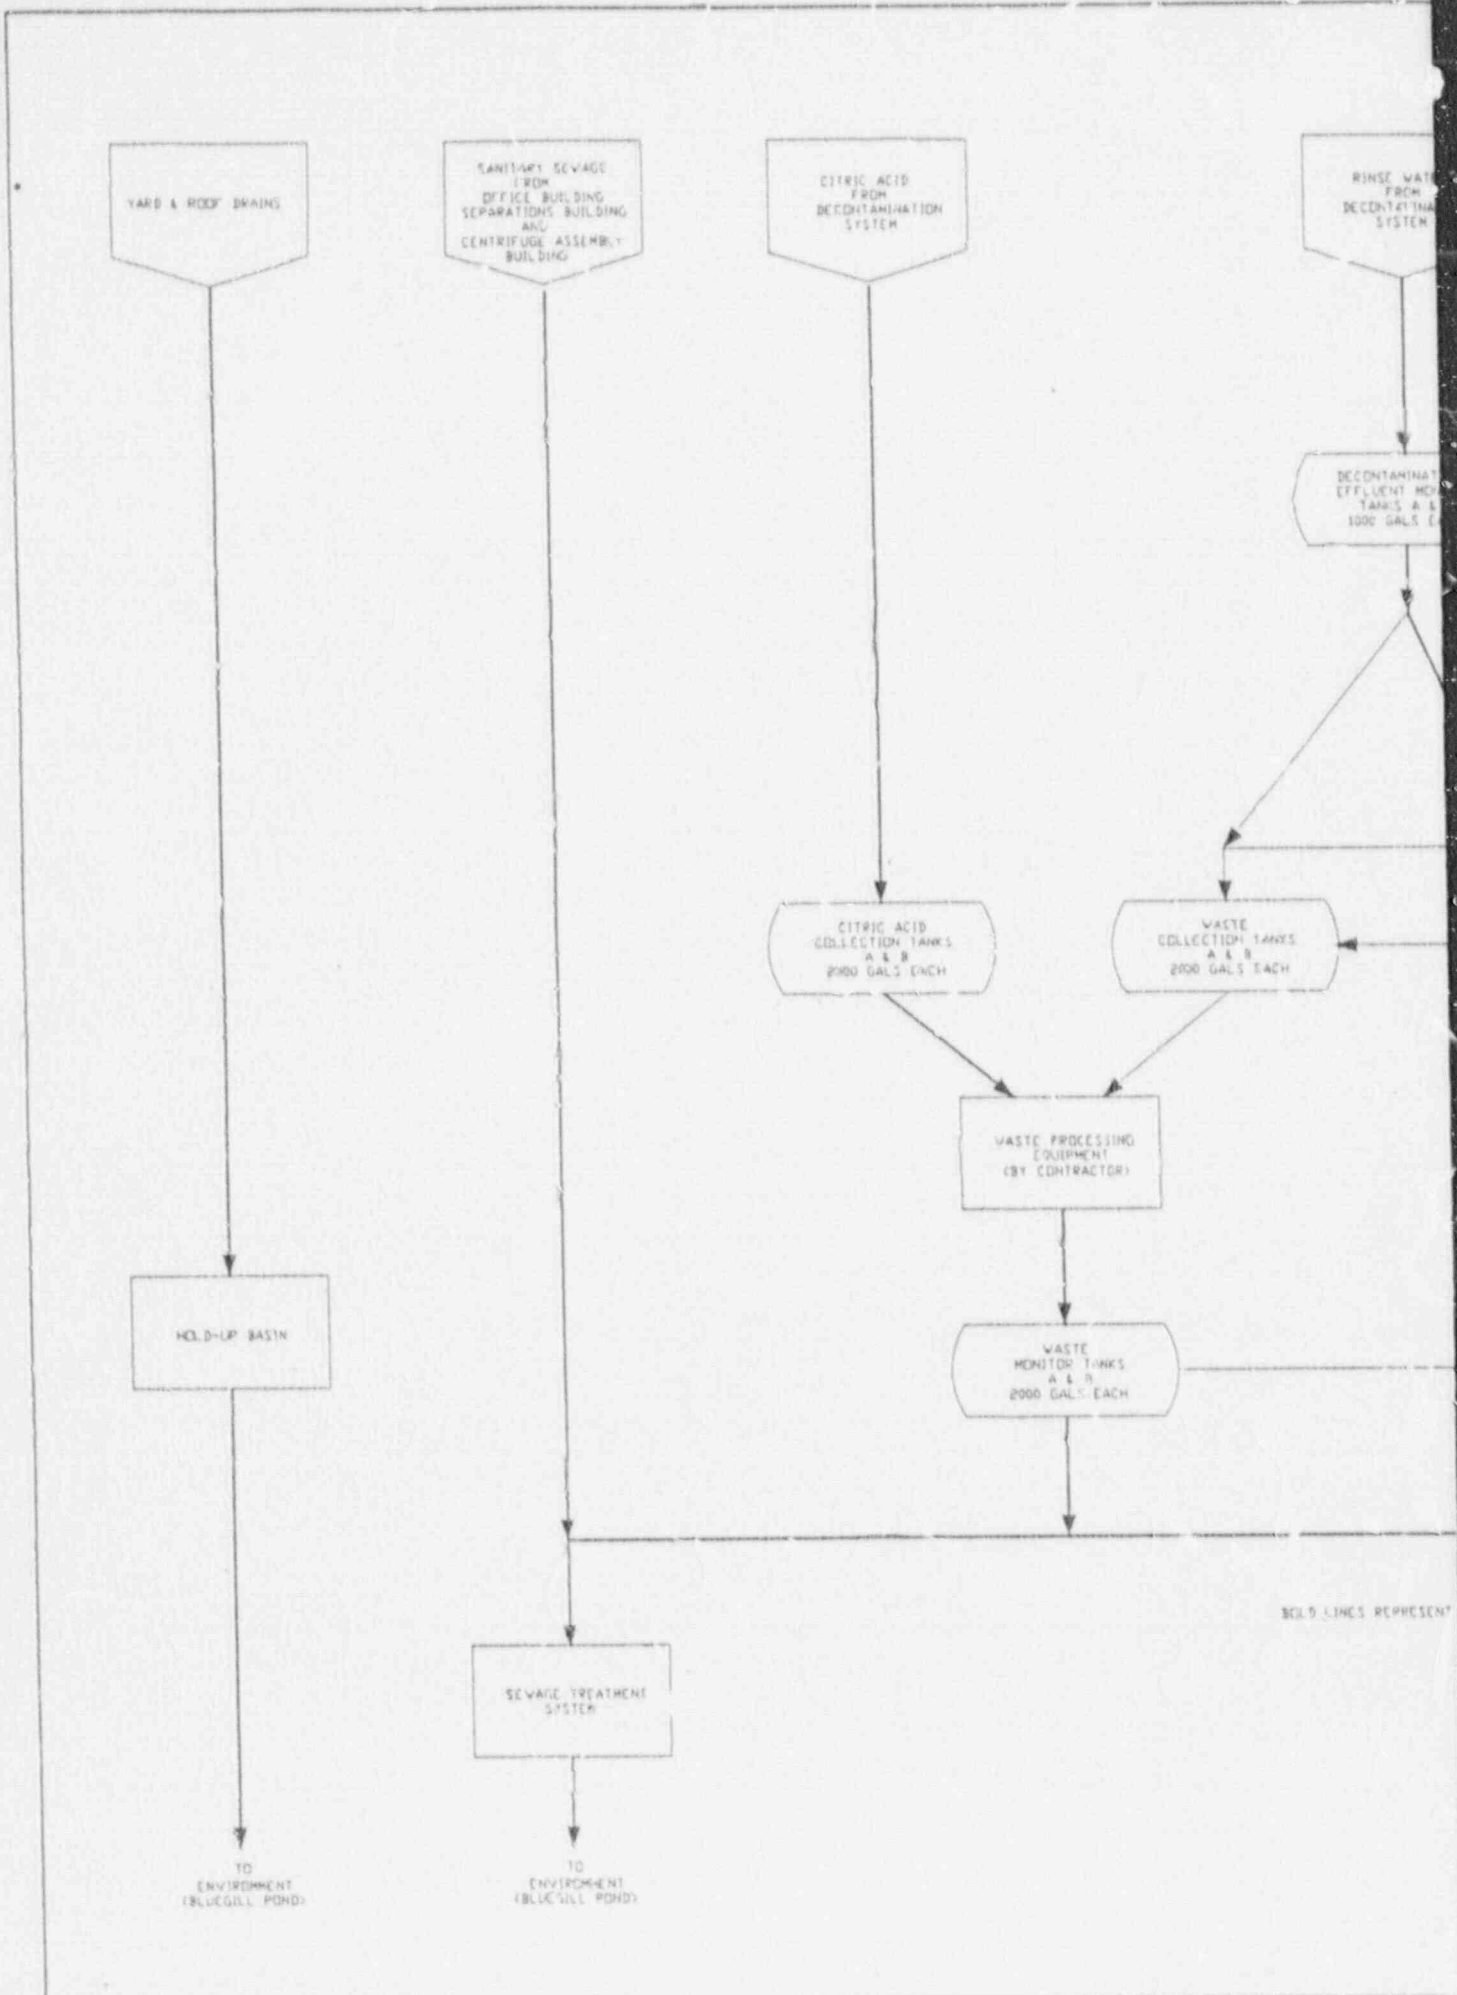 YARD & ROOF DRAINS
SANITARY SEWAGE
FROM
OFFICE BUILDING
SEPARATIONS BUILDING
AND
CENTRIFUGE ASSEMBLY
BUILDING
CITRIC ACID
FROM
DECONTAMINATION
SYSTEM
RINSE WATE
FROM
DECONTAMINA
SYSTEM
DECONTAMINAT
EFFLUENT MON
TANKS A &
1000 GALS EA
CITRIC ACID
COLLECTION TANKS
A & B
2000 GALS EACH
WASTE
COLLECTION TANKS
A & B
2000 GALS EACH
WASTE PROCESSING
EQUIPMENT
(BY CONTRACTOR)
HOLD-UP BASIN
WASTE
MONITOR TANKS
A & B
2000 GALS EACH
BOLD LINES REPRESENT
SEWAGE TREATMENT
SYSTEM
TO
ENVIRONMENT
(BLUEGILL POND)
TO
ENVIRONMENT
(BLUEGILL POND)